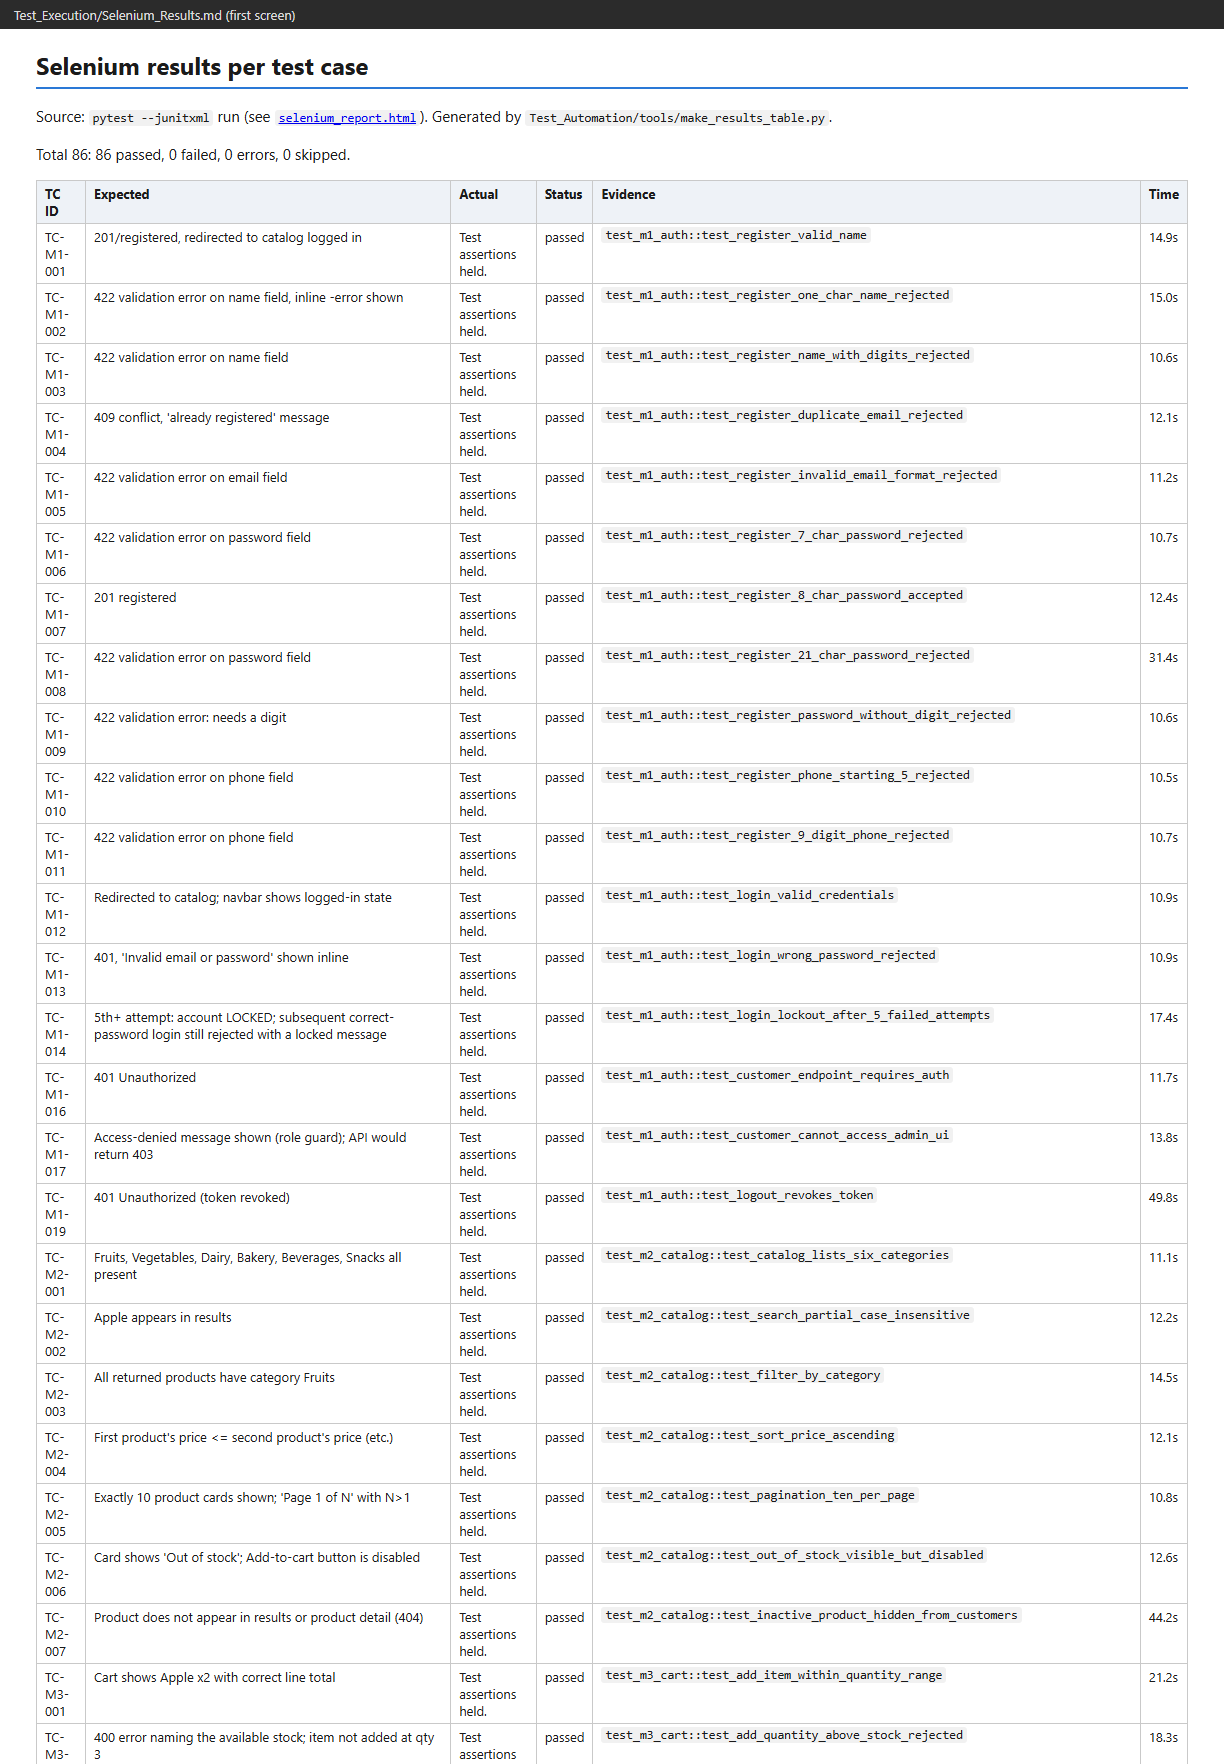 Test_Execution/Selenium_Results.md (first screen)
Selenium results per test case
Source: pytest --junitxml run (see selenium_report.html). Generated by Test_Automation/tools/make_results_table.py.
Total 86: 86 passed, 0 failed, 0 errors, 0 skipped.
TC ID Expected Actual Status Evidence Time
TC-M1-001 201/registered, redirected to catalog logged in Test assertions held. passed test_m1_auth::test_register_valid_name 14.9s
TC-M1-002 422 validation error on name field, inline -error shown Test assertions held. passed test_m1_auth::test_register_one_char_name_rejected 15.0s
TC-M1-003 422 validation error on name field Test assertions held. passed test_m1_auth::test_register_name_with_digits_rejected 10.6s
TC-M1-004 409 conflict, 'already registered' message Test assertions held. passed test_m1_auth::test_register_duplicate_email_rejected 12.1s
TC-M1-005 422 validation error on email field Test assertions held. passed test_m1_auth::test_register_invalid_email_format_rejected 11.2s
TC-M1-006 422 validation error on password field Test assertions held. passed test_m1_auth::test_register_7_char_password_rejected 10.7s
TC-M1-007 201 registered Test assertions held. passed test_m1_auth::test_register_8_char_password_accepted 12.4s
TC-M1-008 422 validation error on password field Test assertions held. passed test_m1_auth::test_register_21_char_password_rejected 31.4s
TC-M1-009 422 validation error: needs a digit Test assertions held. passed test_m1_auth::test_register_password_without_digit_rejected 10.6s
TC-M1-010 422 validation error on phone field Test assertions held. passed test_m1_auth::test_register_phone_starting_5_rejected 10.5s
TC-M1-011 422 validation error on phone field Test assertions held. passed test_m1_auth::test_register_9_digit_phone_rejected 10.7s
TC-M1-012 Redirected to catalog; navbar shows logged-in state Test assertions held. passed test_m1_auth::test_login_valid_credentials 10.9s
TC-M1-013 401, 'Invalid email or password' shown inline Test assertions held. passed test_m1_auth::test_login_wrong_password_rejected 10.9s
TC-M1-014 5th+ attempt: account LOCKED; subsequent correct-password login still rejected with a locked message Test assertions held. passed test_m1_auth::test_login_lockout_after_5_failed_attempts 17.4s
TC-M1-016 401 Unauthorized Test assertions held. passed test_m1_auth::test_customer_endpoint_requires_auth 11.7s
TC-M1-017 Access-denied message shown (role guard); API would return 403 Test assertions held. passed test_m1_auth::test_customer_cannot_access_admin_ui 13.8s
TC-M1-019 401 Unauthorized (token revoked) Test assertions held. passed test_m1_auth::test_logout_revokes_token 49.8s
TC-M2-001 Fruits, Vegetables, Dairy, Bakery, Beverages, Snacks all present Test assertions held. passed test_m2_catalog::test_catalog_lists_six_categories 11.1s
TC-M2-002 Apple appears in results Test assertions held. passed test_m2_catalog::test_search_partial_case_insensitive 12.2s
TC-M2-003 All returned products have category Fruits Test assertions held. passed test_m2_catalog::test_filter_by_category 14.5s
TC-M2-004 First product's price <= second product's price (etc.) Test assertions held. passed test_m2_catalog::test_sort_price_ascending 12.1s
TC-M2-005 Exactly 10 product cards shown; 'Page 1 of N' with N>1 Test assertions held. passed test_m2_catalog::test_pagination_ten_per_page 10.8s
TC-M2-006 Card shows 'Out of stock'; Add-to-cart button is disabled Test assertions held. passed test_m2_catalog::test_out_of_stock_visible_but_disabled 12.6s
TC-M2-007 Product does not appear in results or product detail (404) Test assertions held. passed test_m2_catalog::test_inactive_product_hidden_from_customers 44.2s
TC-M3-001 Cart shows Apple x2 with correct line total Test assertions held. passed test_m3_cart::test_add_item_within_quantity_range 21.2s
TC-M3- 400 error naming the available stock; item not added at qty 3 Test assertions passed test_m3_cart::test_add_quantity_above_stock_rejected 18.3s